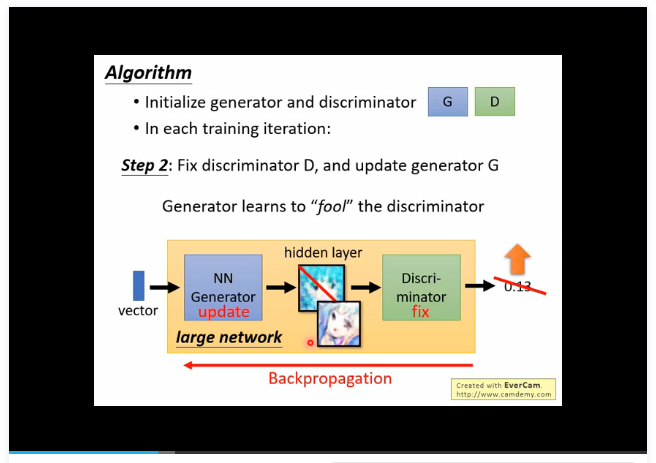 Algorithm
• Initialize generator and discriminator G D
• In each training iteration:
Step 2: Fix discriminator D, and update generator G
Generator learns to “fool” the discriminator
hidden layer
NN
Generator
update
Discri-
minator
fix
0.13
vector
large network
Backpropagation
Created with EverCam.
http://www.camdemy.com